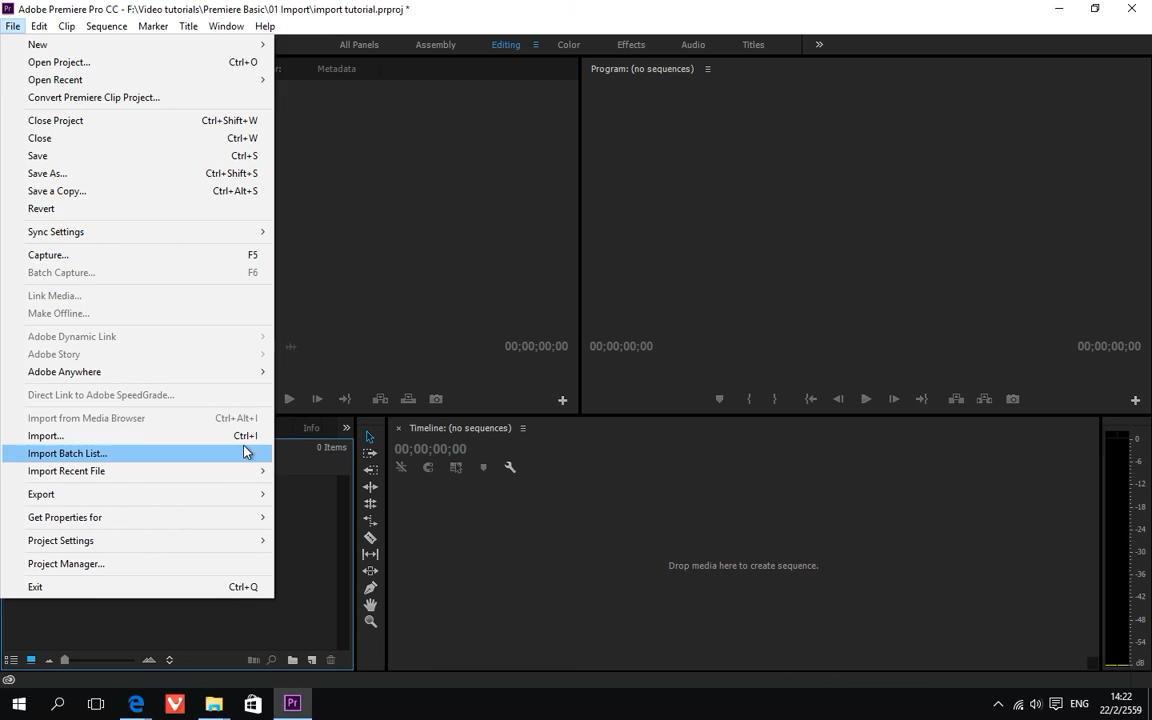 Adobe Premiere Pro CC - F:\Video tutorials\Premiere Basic\01 Import\import tutorial.prproj *
File Edit Clip Sequence Marker Title Window Help
All Panels Assembly Editing Color Effects Audio Titles
New
Open Project... Ctrl+O
Open Recent
Convert Premiere Clip Project...
Close Project Ctrl+Shift+W
Close Ctrl+W
Save Ctrl+S
Save As... Ctrl+Shift+S
Save a Copy... Ctrl+Alt+S
Revert
Sync Settings
Capture... F5
Batch Capture... F6
Link Media...
Make Offline...
Adobe Dynamic Link
Adobe Story
Adobe Anywhere
Direct Link to Adobe SpeedGrade...
Import from Media Browser Ctrl+Alt+I
Import... Ctrl+I
Import Batch List...
Import Recent File
Export
Get Properties for
Project Settings
Project Manager...
Exit Ctrl+Q
Metadata
00;00;00;00
Program: (no sequences)
00;00;00;00 00;00;00;00
Info
0 Items
Timeline: (no sequences)
00;00;00;00
Drop media here to create sequence.
0
-6
-12
-18
-24
-30
-36
-42
-48
-54
dB
Pr
ENG
14:22
22/2/2559